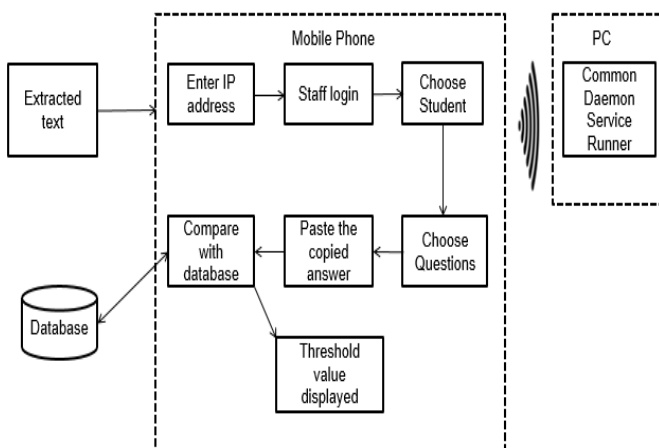 Mobile Phone
PC
Extracted
text
Enter IP
address
Staff login
Choose
Student
Common
Daemon
Service
Runner
Compare
with
database
Paste the
copied
answer
Choose
Questions
Database
Threshold
value
displayed